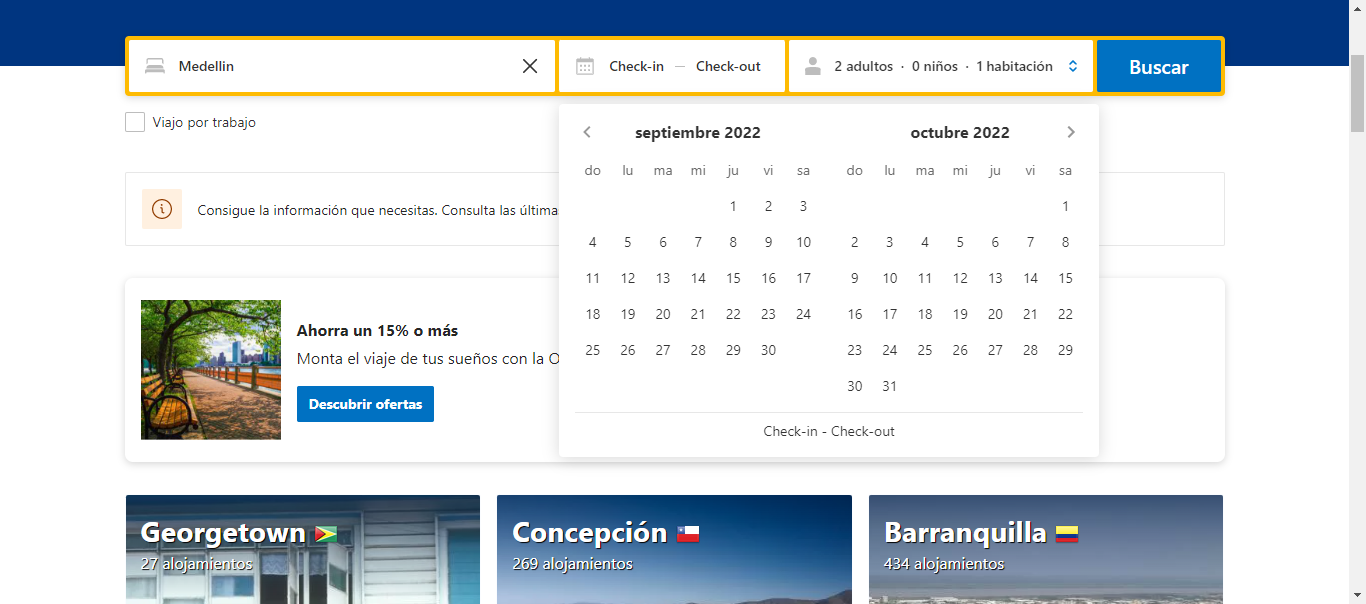 Medellin
Check-in — Check-out
2 adultos · 0 niños · 1 habitación
Buscar
Viajo por trabajo
septiembre 2022
do lu ma mi ju vi sa
1 2 3
4 5 6 7 8 9 10
11 12 13 14 15 16 17
18 19 20 21 22 23 24
25 26 27 28 29 30
octubre 2022
do lu ma mi ju vi sa
1
2 3 4 5 6 7 8
9 10 11 12 13 14 15
16 17 18 19 20 21 22
23 24 25 26 27 28 29
30 31
Check-in - Check-out
Consigue la información que necesitas. Consulta las última
Ahorra un 15% o más
Monta el viaje de tus sueños con la O
Descubrir ofertas
Georgetown
27 alojamientos
Concepción
269 alojamientos
Barranquilla
434 alojamientos